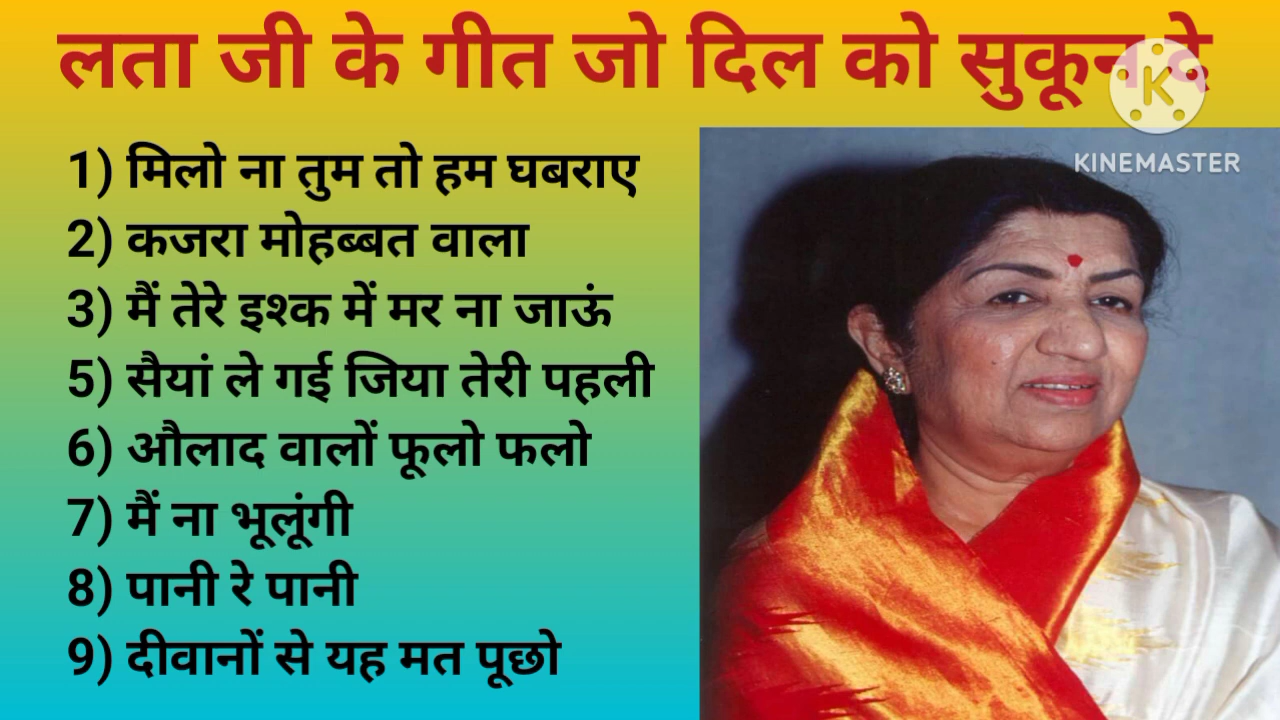 लता जी के गीत जो दिल को सुकून दे
K
KINEMASTER
1) मिलो ना तुम तो हम घबराए
2) कजरा मोहब्बत वाला
3) मैं तेरे इश्क में मर ना जाऊं
5) सैयां ले गई जिया तेरी पहली
6) औलाद वालों फूलो फलो
7) मैं ना भूलूंगी
8) पानी रे पानी
9) दीवानों से यह मत पूछो